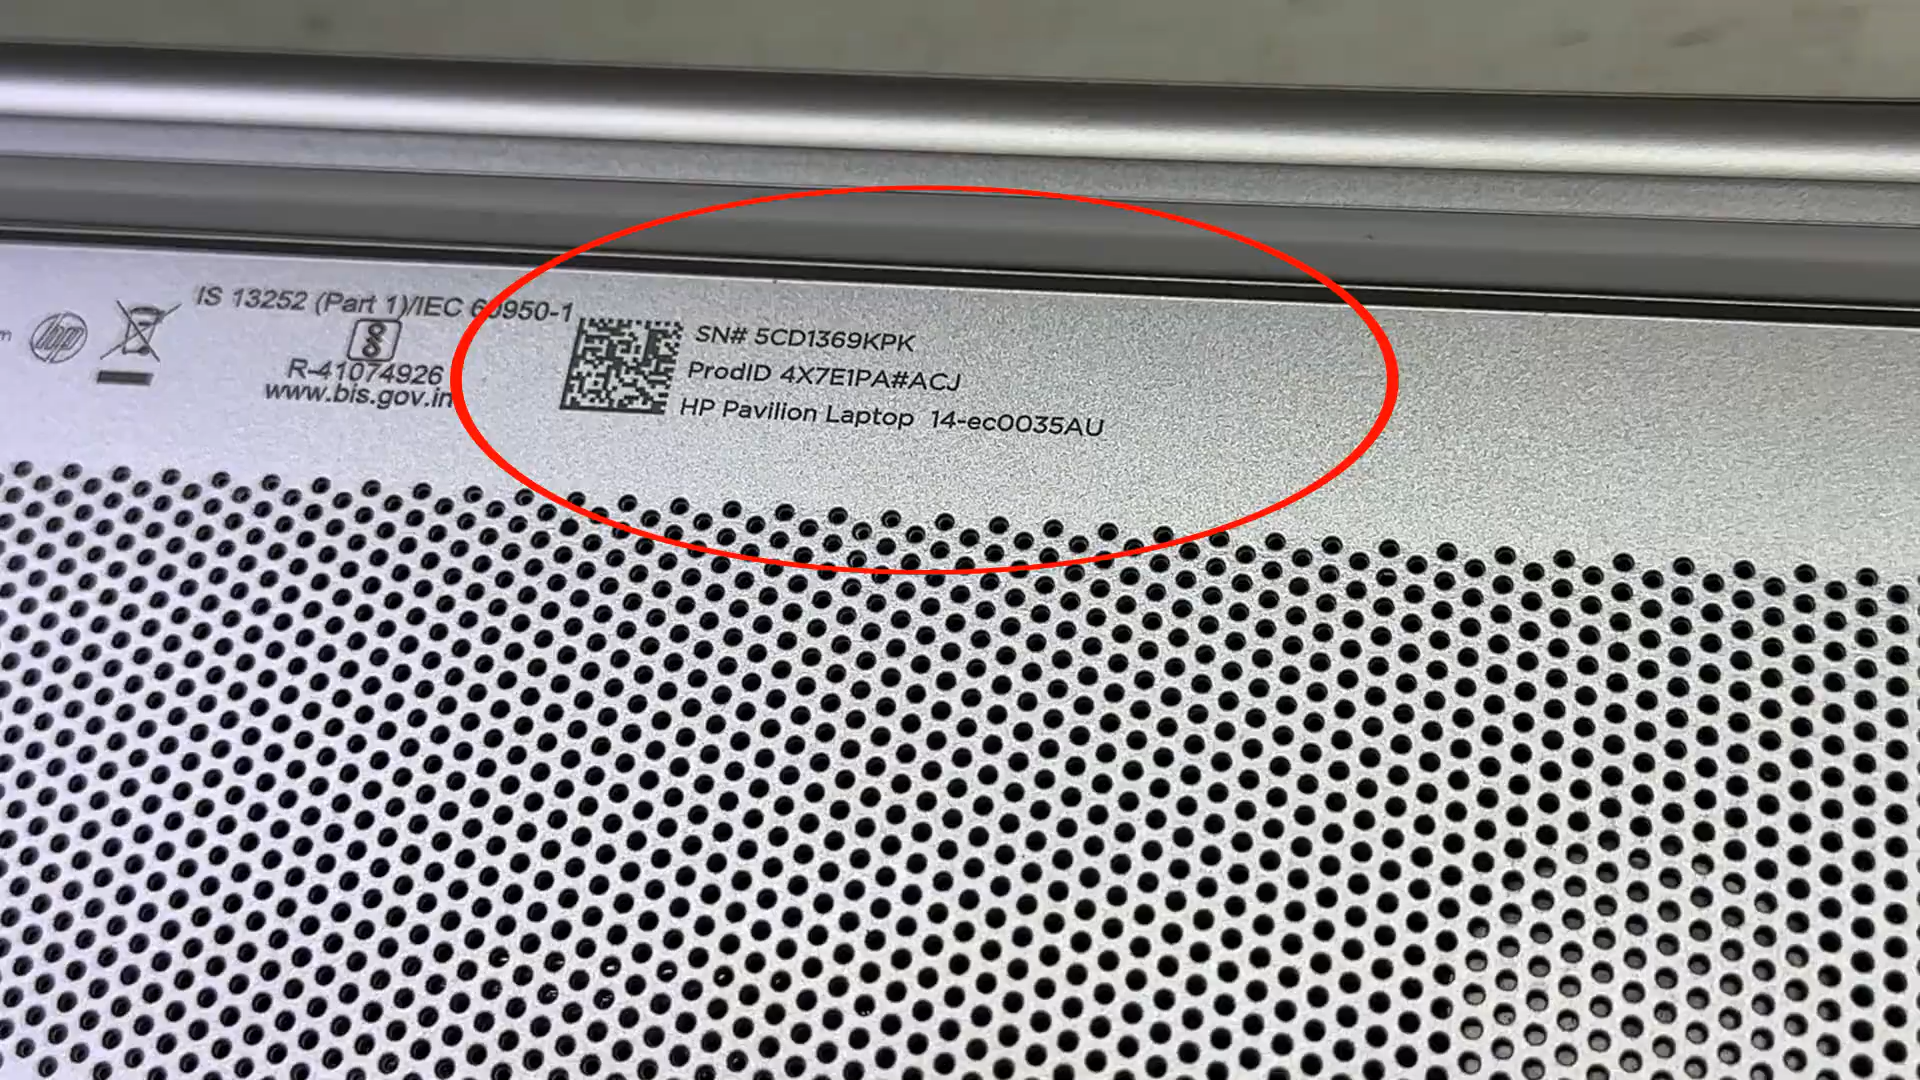 IS 13252 (Part 1)/IEC 60950-1
hp
R-41074926
www.bis.gov.in
SN# 5CD1369KPK
ProdID 4X7E1PA#ACJ
HP Pavilion Laptop 14-ec0035AU